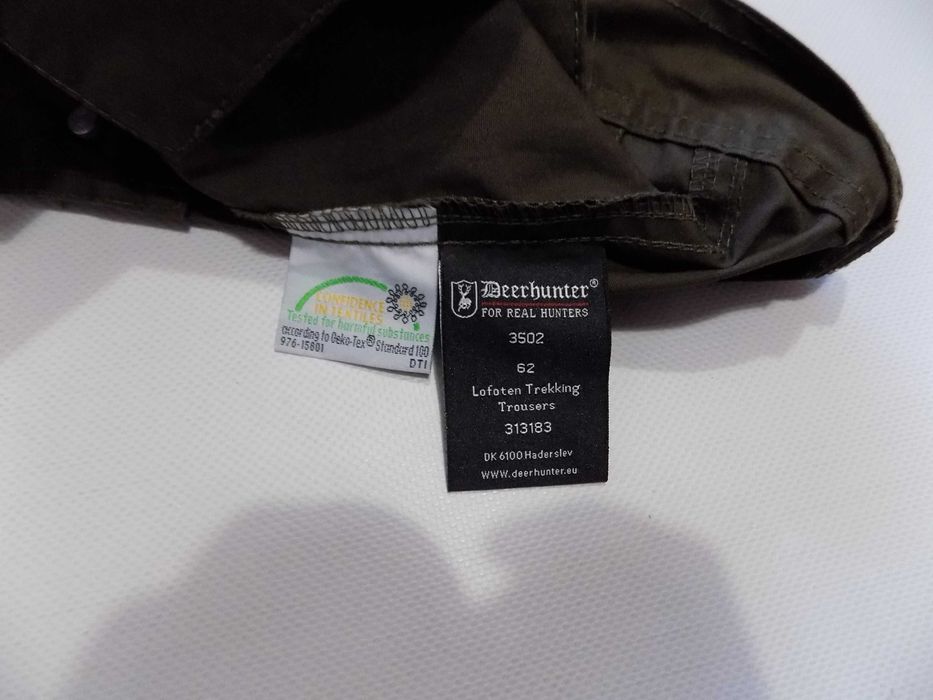 CONFIDENCE
IN TEXTILES
Tested for harmful substances
according to Oeko-Tex® Standard 100
976-15801
DTI
Deerhunter®
FOR REAL HUNTERS
3502
62
Lofoten Trekking
Trousers
313183
DK 6100 Haderslev
www.deerhunter.eu